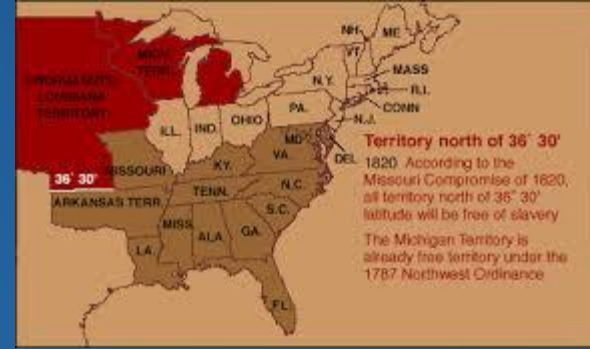 NH
ME
MICH.
TERR.
VT
N.Y.
MASS
R.I.
CONN
N.J.
LOUISIANA
TERRITORY
ILL.
IND.
OHIO
PA.
MD.
DEL
VA.
MISSOURI
KY.
36° 30'
ARKANSAS TERR.
TENN.
N.C.
S.C.
MISS.
ALA.
GA.
LA.
FL
Territory north of 36° 30'
1820 According to the
Missouri Compromise of 1820,
all territory north of 36° 30'
latitude will be free of slavery
The Michigan Territory is
already free territory under the
1787 Northwest Ordinance